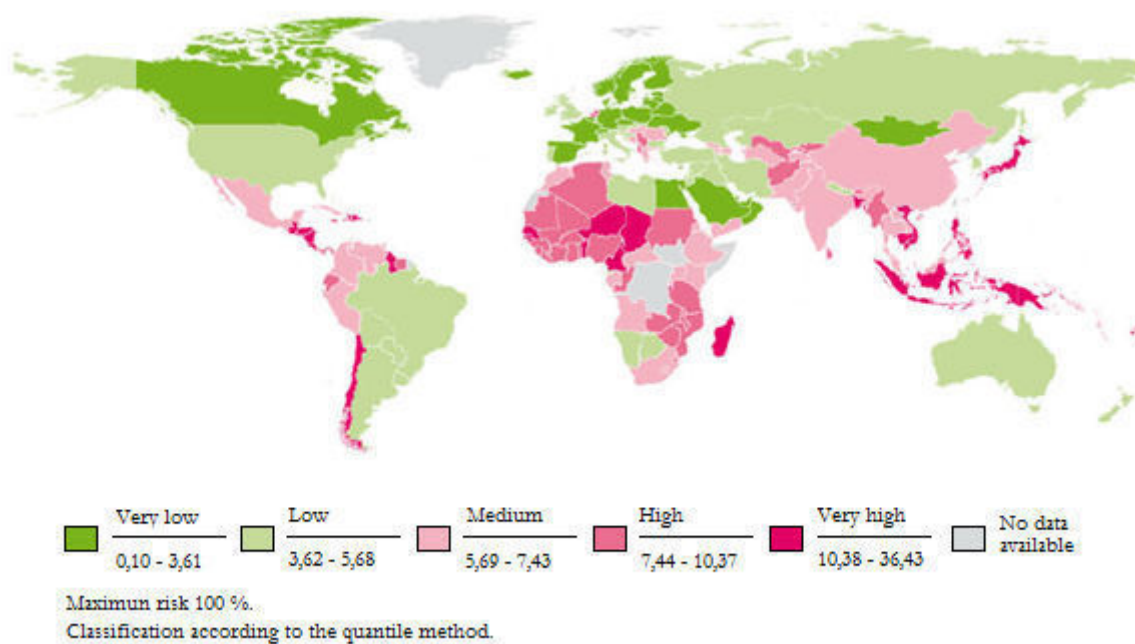 Very low Low Medium High Very high No data
available
0,10 - 3,61 3,62 - 5,68 5,69 - 7,43 7,44 - 10,37 10,38 - 36,43
Maximun risk 100 %.
Classification according to the quantile method.